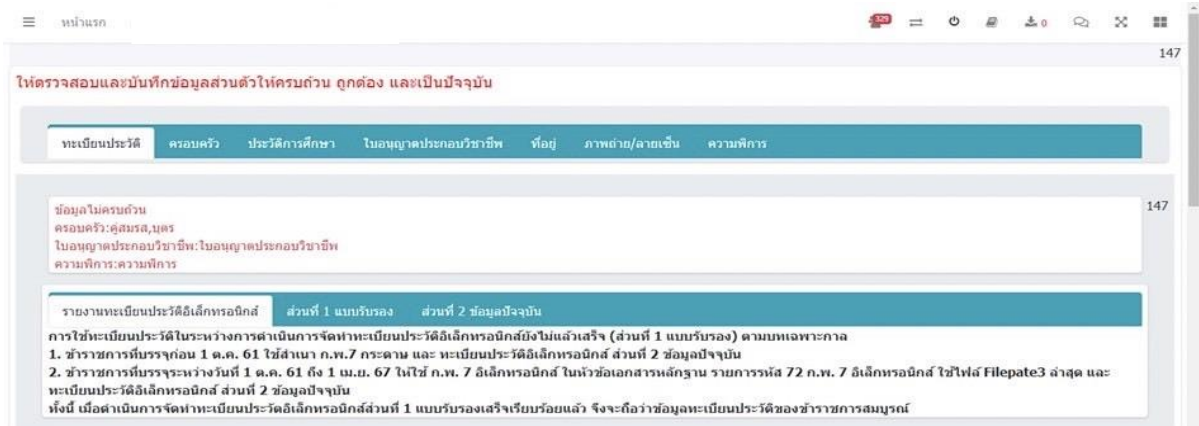 หน้าแรก 329 0
147
ให้ตรวจสอบและบันทึกข้อมูลส่วนตัวให้ครบถ้วน ถูกต้อง และเป็นปัจจุบัน
ทะเบียนประวัติ ครอบครัว ประวัติการศึกษา ใบอนุญาตประกอบวิชาชีพ ที่อยู่ ภาพถ่าย/ลายเซ็น ความพิการ
147
ข้อมูลไม่ครบถ้วน
ครอบครัว:คู่สมรส,บุตร
ใบอนุญาตประกอบวิชาชีพ:ใบอนุญาตประกอบวิชาชีพ
ความพิการ:ความพิการ
รายงานทะเบียนประวัติอิเล็กทรอนิกส์ ส่วนที่ 1 แบบรับรอง ส่วนที่ 2 ข้อมูลปัจจุบัน
การใช้ทะเบียนประวัติในระหว่างการดำเนินการจัดทำทะเบียนประวัติอิเล็กทรอนิกส์ยังไม่แล้วเสร็จ (ส่วนที่ 1 แบบรับรอง) ตามบทเฉพาะกาล
1. ข้าราชการที่บรรจุก่อน 1 ต.ค. 61 ใช้สำเนา ก.พ.7 กระดาษ และ ทะเบียนประวัติอิเล็กทรอนิกส์ ส่วนที่ 2 ข้อมูลปัจจุบัน
2. ข้าราชการที่บรรจุระหว่างวันที่ 1 ต.ค. 61 ถึง 1 เม.ย. 67 ให้ใช้ ก.พ. 7 อิเล็กทรอนิกส์ ในหัวข้อเอกสารหลักฐาน รายการรหัส 72 ก.พ. 7 อิเล็กทรอนิกส์ ใช้ไฟล์ Filepate3 ล่าสุด และ
ทะเบียนประวัติอิเล็กทรอนิกส์ ส่วนที่ 2 ข้อมูลปัจจุบัน
ทั้งนี้ เมื่อดำเนินการจัดทำทะเบียนประวัติอิเล็กทรอนิกส์ส่วนที่ 1 แบบรับรองเสร็จเรียบร้อยแล้ว จึงจะถือว่าข้อมูลทะเบียนประวัติของข้าราชการสมบูรณ์